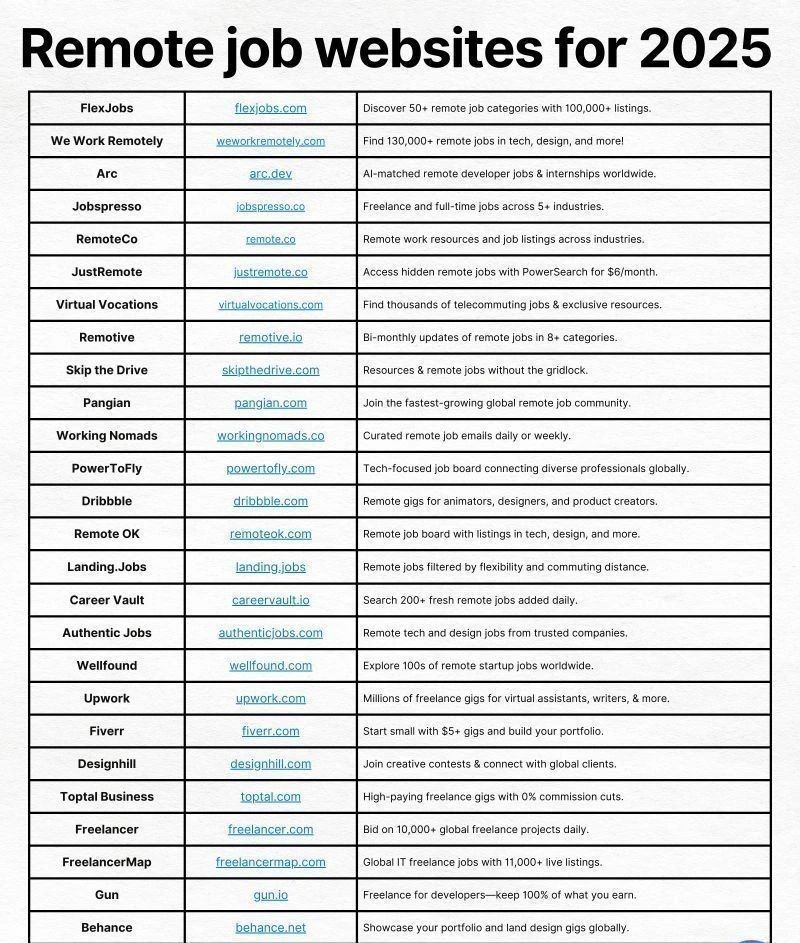 Remote job websites for 2025
FlexJobs flexjobs.com Discover 50+ remote job categories with 100,000+ listings.
We Work Remotely weworkremotely.com Find 130,000+ remote jobs in tech, design, and more!
Arc arc.dev AI-matched remote developer jobs & internships worldwide.
Jobspresso jobspresso.co Freelance and full-time jobs across 5+ industries.
RemoteCo remote.co Remote work resources and job listings across industries.
JustRemote justremote.co Access hidden remote jobs with PowerSearch for $6/month.
Virtual Vocations virtualvocations.com Find thousands of telecommuting jobs & exclusive resources.
Remotive remotive.io Bi-monthly updates of remote jobs in 8+ categories.
Skip the Drive skipthedrive.com Resources & remote jobs without the gridlock.
Pangian pangian.com Join the fastest-growing global remote job community.
Working Nomads workingnomads.co Curated remote job emails daily or weekly.
PowerToFly powertofly.com Tech-focused job board connecting diverse professionals globally.
Dribbble dribbble.com Remote gigs for animators, designers, and product creators.
Remote OK remoteok.com Remote job board with listings in tech, design, and more.
Landing.Jobs landing.jobs Remote jobs filtered by flexibility and commuting distance.
Career Vault careervault.io Search 200+ fresh remote jobs added daily.
Authentic Jobs authenticjobs.com Remote tech and design jobs from trusted companies.
Wellfound wellfound.com Explore 100s of remote startup jobs worldwide.
Upwork upwork.com Millions of freelance gigs for virtual assistants, writers, & more.
Fiverr fiverr.com Start small with $5+ gigs and build your portfolio.
Designhill designhill.com Join creative contests & connect with global clients.
Toptal Business toptal.com High-paying freelance gigs with 0% commission cuts.
Freelancer freelancer.com Bid on 10,000+ global freelance projects daily.
FreelancerMap freelancermap.com Global IT freelance jobs with 11,000+ live listings.
Gun gun.io Freelance for developers—keep 100% of what you earn.
Behance behance.net Showcase your portfolio and land design gigs globally.